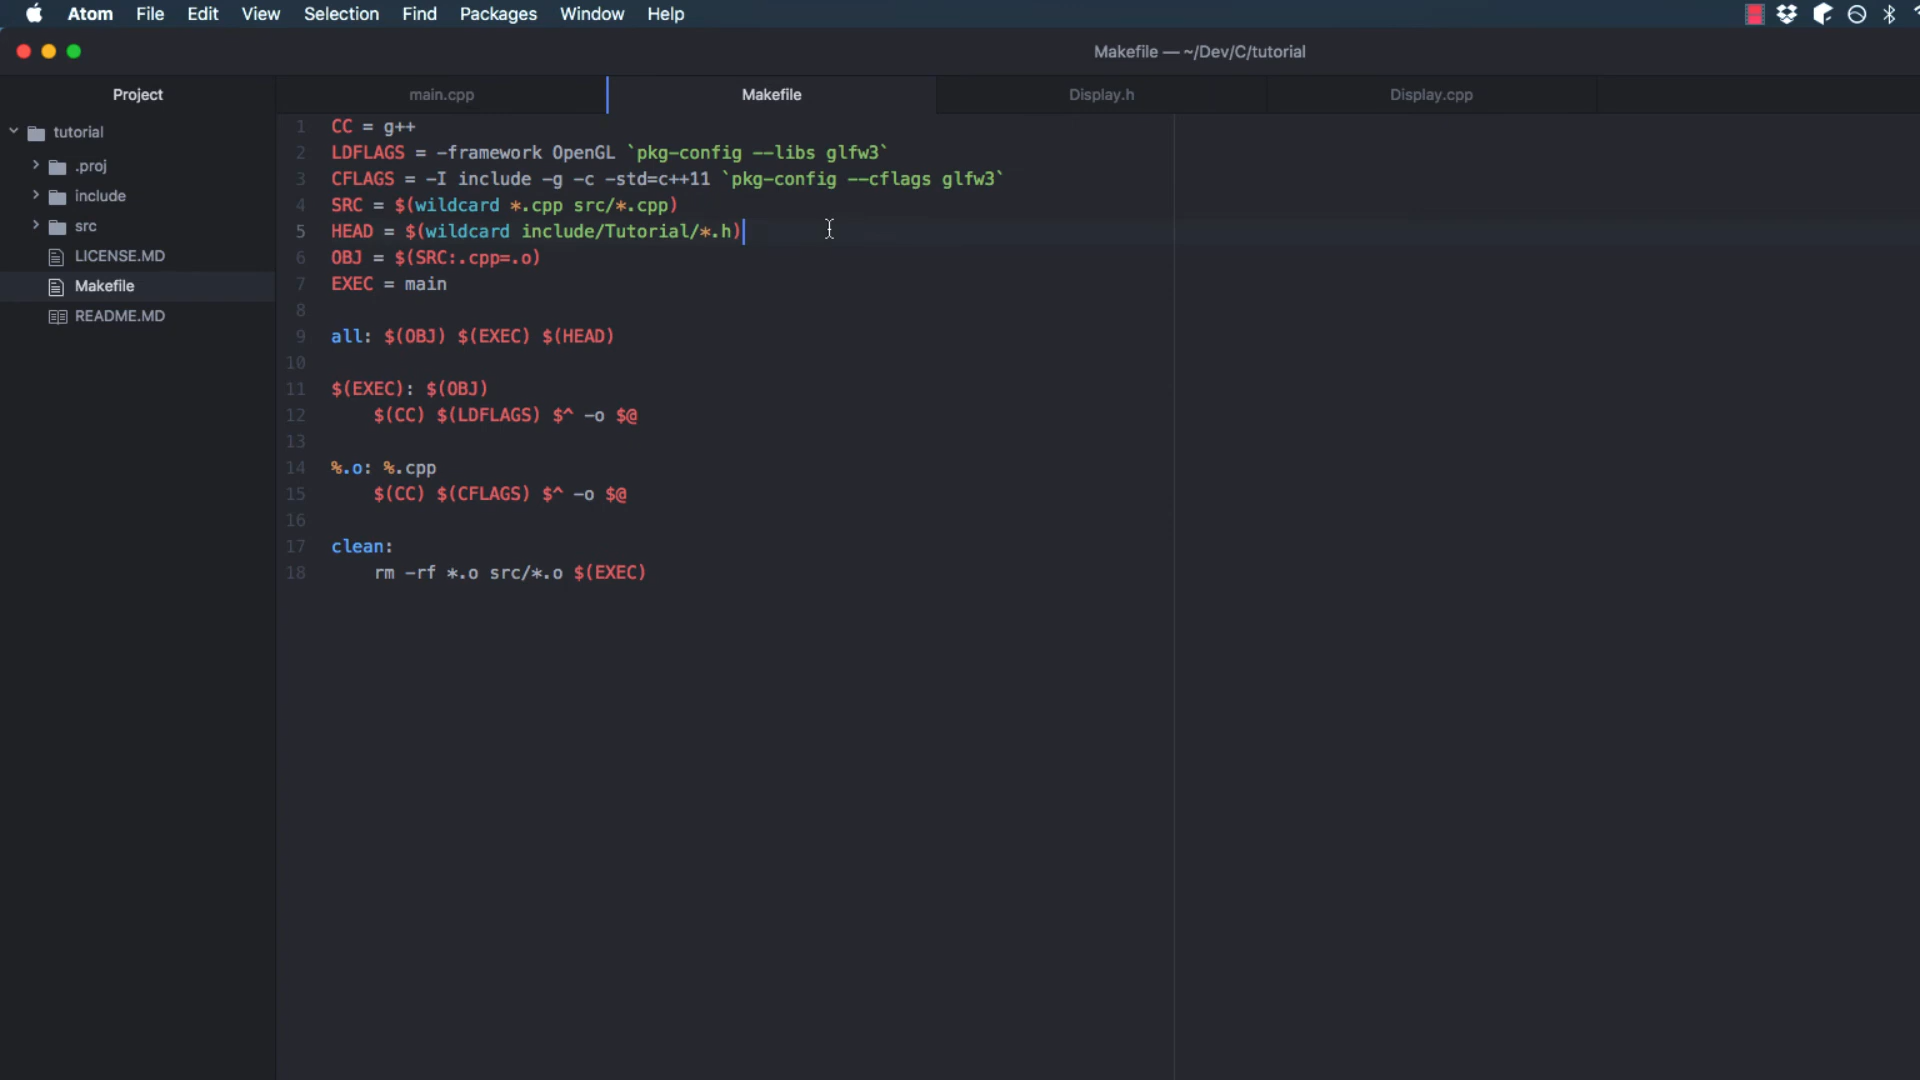 Atom File Edit View Selection Find Packages Window Help
Makefile — ~/Dev/C/tutorial
Project
main.cpp
Makefile
Display.h
Display.cpp
tutorial
.proj
include
src
LICENSE.MD
Makefile
README.MD
1 CC = g++
2 LDFLAGS = -framework OpenGL `pkg-config --libs glfw3`
3 CFLAGS = -I include -g -c -std=c++11 `pkg-config --cflags glfw3`
4 SRC = $(wildcard *.cpp src/*.cpp)
5 HEAD = $(wildcard include/Tutorial/*.h)
6 OBJ = $(SRC:.cpp=.o)
7 EXEC = main
8
9 all: $(OBJ) $(EXEC) $(HEAD)
10
11 $(EXEC): $(OBJ)
12 $(CC) $(LDFLAGS) $^ -o $@
13
14 %.o: %.cpp
15 $(CC) $(CFLAGS) $^ -o $@
16
17 clean:
18 rm -rf *.o src/*.o $(EXEC)